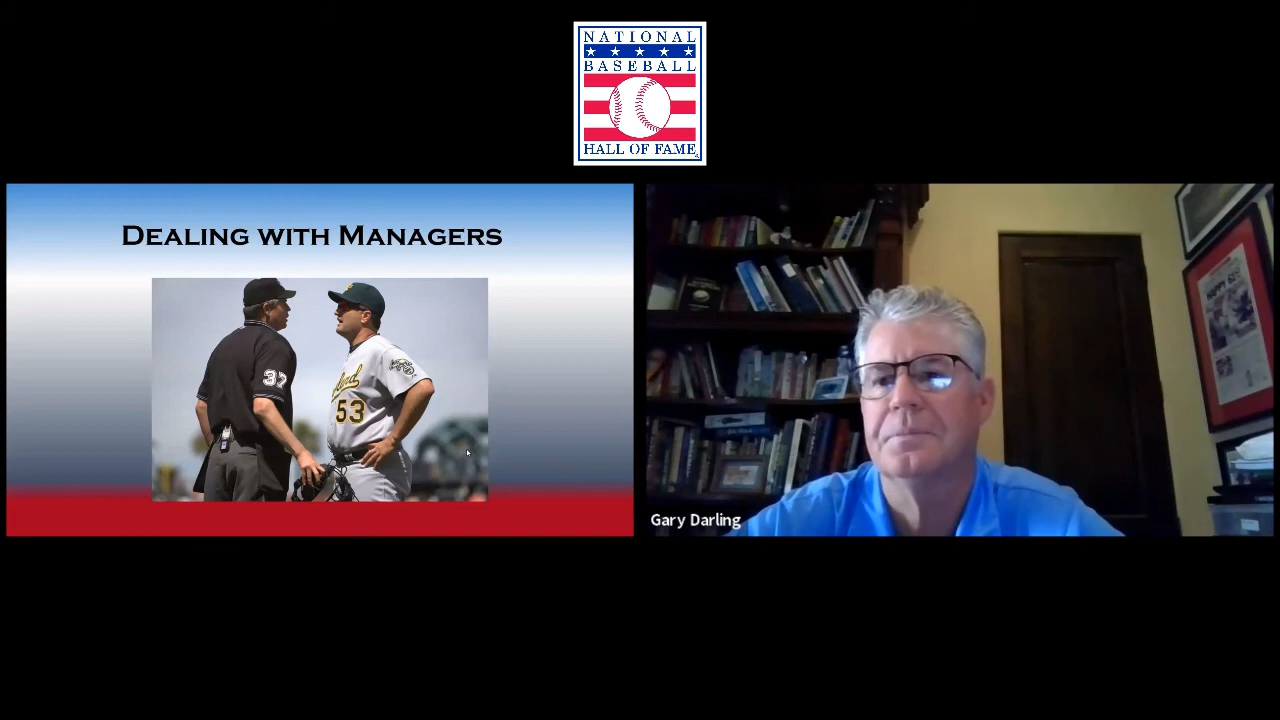 NATIONAL
BASEBALL
HALL OF FAME
DEALING WITH MANAGERS
37
53
Gary Darling